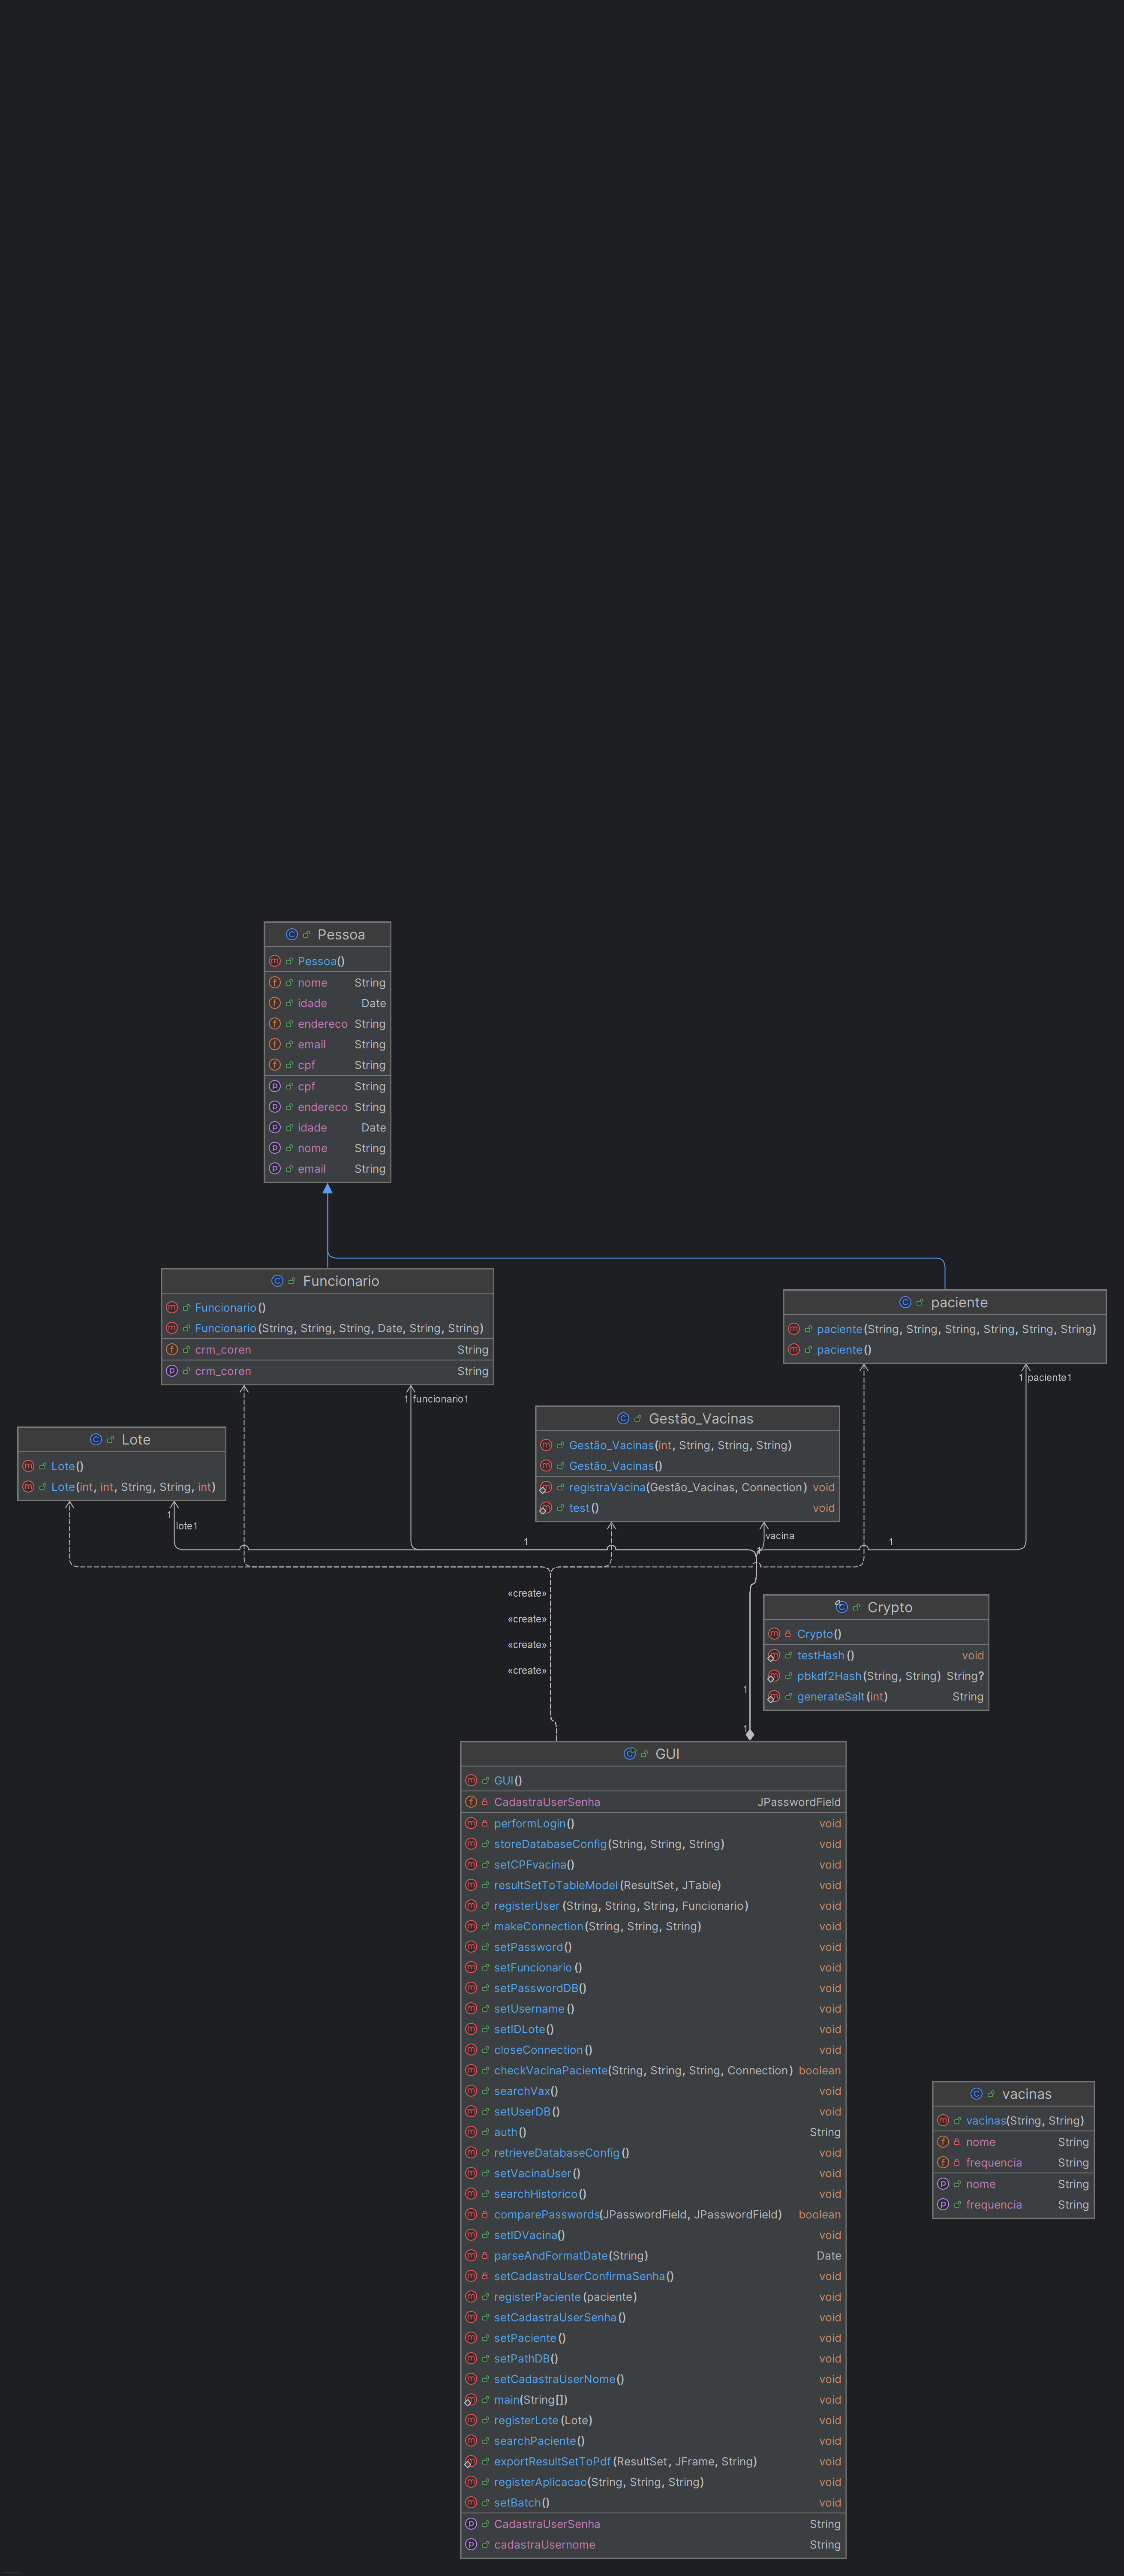 Pessoa
Pessoa()
nome String
idade Date
endereco String
email String
cpf String
cpf String
endereco String
idade Date
nome String
email String
Funcionario
Funcionario()
Funcionario(String, String, String, Date, String, String)
crm_coren String
crm_coren String
paciente
paciente(String, String, String, String, String, String)
paciente()
1 funcionario1
1 paciente1
Lote
Lote()
Lote(int, int, String, String, int)
Gestão_Vacinas
Gestão_Vacinas(int, String, String, String)
Gestão_Vacinas()
registraVacina(Gestão_Vacinas, Connection) void
test() void
1
lote1
vacina
1
1
1
«create»
«create»
«create»
«create»
Crypto
Crypto()
testHash() void
pbkdf2Hash(String, String) String?
generateSalt(int) String
1
1
GUI
GUI()
CadastraUserSenha JPasswordField
performLogin() void
storeDatabaseConfig(String, String, String) void
setCPFvacina() void
resultSetToTableModel(ResultSet, JTable) void
registerUser(String, String, String, Funcionario) void
makeConnection(String, String, String) void
setPassword() void
setFuncionario() void
setPasswordDB() void
setUsername() void
setIDLote() void
closeConnection() void
checkVacinaPaciente(String, String, String, Connection) boolean
searchVax() void
setUserDB() void
auth() String
retrieveDatabaseConfig() void
setVacinaUser() void
searchHistorico() void
comparePasswords(JPasswordField, JPasswordField) boolean
setIDVacina() void
parseAndFormatDate(String) Date
setCadastraUserConfirmaSenha() void
registerPaciente(paciente) void
setCadastraUserSenha() void
setPaciente() void
setPathDB() void
setCadastraUserNome() void
main(String[]) void
registerLote(Lote) void
searchPaciente() void
exportResultSetToPdf(ResultSet, JFrame, String) void
registerAplicacao(String, String, String) void
setBatch() void
CadastraUserSenha String
cadastraUsernome String
vacinas
vacinas(String, String)
nome String
frequencia String
nome String
frequencia String